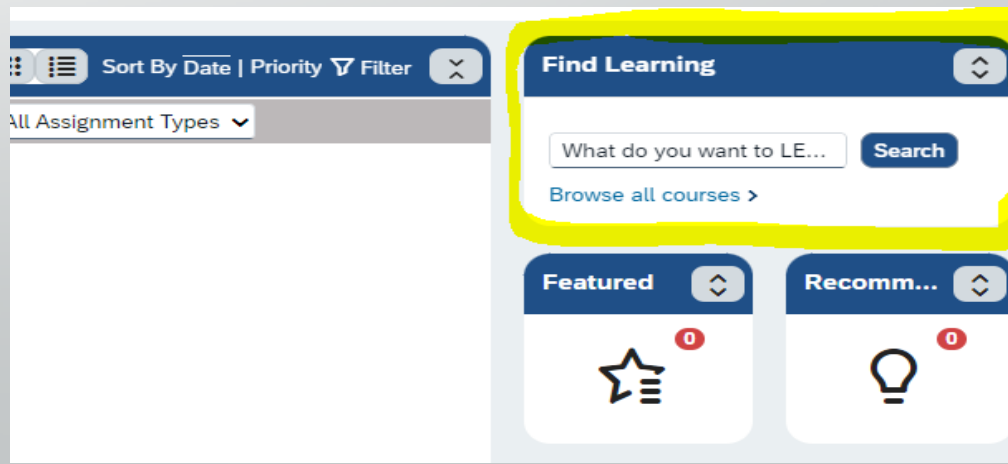 Sort By Date | Priority Filter
All Assignment Types
Find Learning
What do you want to LE... Search
Browse all courses >
Featured
0
Recomm...
0